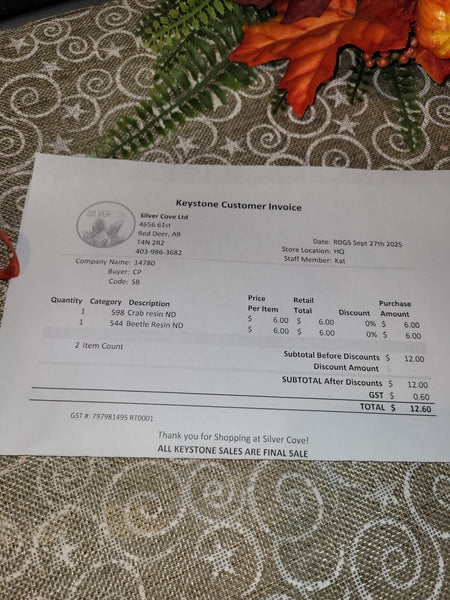 Keystone Customer Invoice
SILVER COVE
Silver Cove Ltd
4656 61st
Red Deer, AB
T4N 2R2
403-986-3682
Date: RDGS Sept 27th 2025
Store Location: HQ
Staff Member: Kat
Company Name: 14780
Buyer: CP
Code: SB
Quantity Category Description Price Per Item Retail Total Discount Purchase Amount
1 598 Crab resin ND $ 6.00 $ 6.00 0% $ 6.00
1 544 Beetle Resin ND $ 6.00 $ 6.00 0% $ 6.00
2 Item Count
Subtotal Before Discounts $ 12.00
Discount Amount
SUBTOTAL After Discounts $ 12.00
GST $ 0.60
TOTAL $ 12.60
GST #: 797981495 RT0001
Thank you for Shopping at Silver Cove!
ALL KEYSTONE SALES ARE FINAL SALE